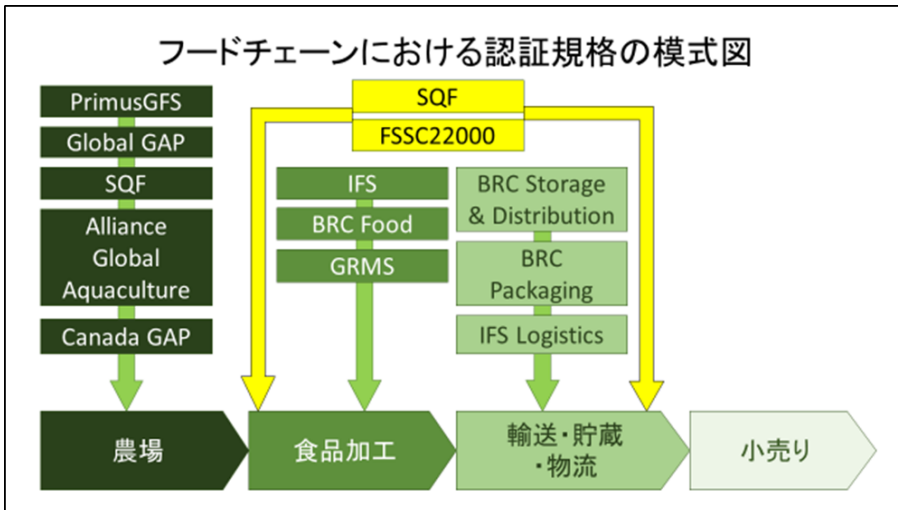 フードチェーンにおける認証規格の模式図
PrimusGFS
Global GAP
SQF
Alliance
Global
Aquaculture
Canada GAP
SQF
FSSC22000
IFS
BRC Food
GRMS
BRC Storage
& Distribution
BRC
Packaging
IFS Logistics
農場
食品加工
輸送・貯蔵
・物流
小売り